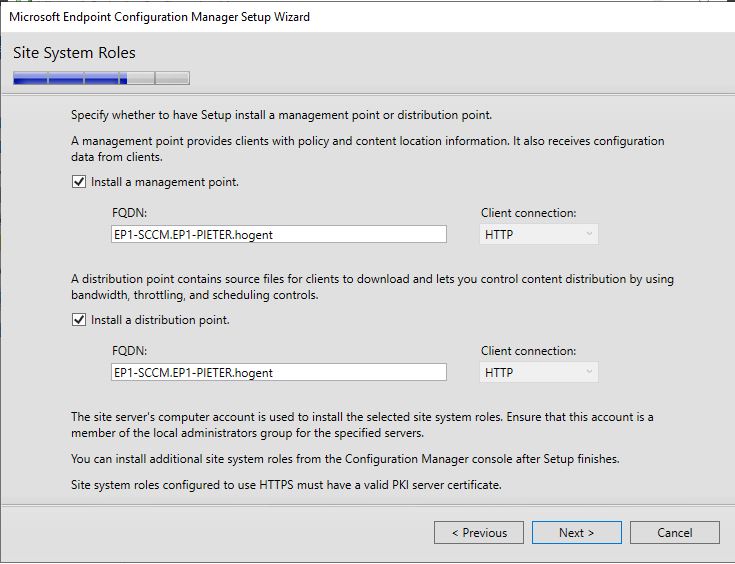 Microsoft Endpoint Configuration Manager Setup Wizard
Site System Roles
Specify whether to have Setup install a management point or distribution point.
A management point provides clients with policy and content location information. It also receives configuration
data from clients.
Install a management point.
FQDN:
Client connection:
EP1-SCCM.EP1-PIETER.hogent
HTTP
A distribution point contains source files for clients to download and lets you control content distribution by using
bandwidth, throttling, and scheduling controls.
Install a distribution point.
FQDN:
Client connection:
EP1-SCCM.EP1-PIETER.hogent
HTTP
The site server's computer account is used to install the selected site system roles. Ensure that this account is a
member of the local administrators group for the specified servers.
You can install additional site system roles from the Configuration Manager console after Setup finishes.
Site system roles configured to use HTTPS must have a valid PKI server certificate.
< Previous
Next >
Cancel